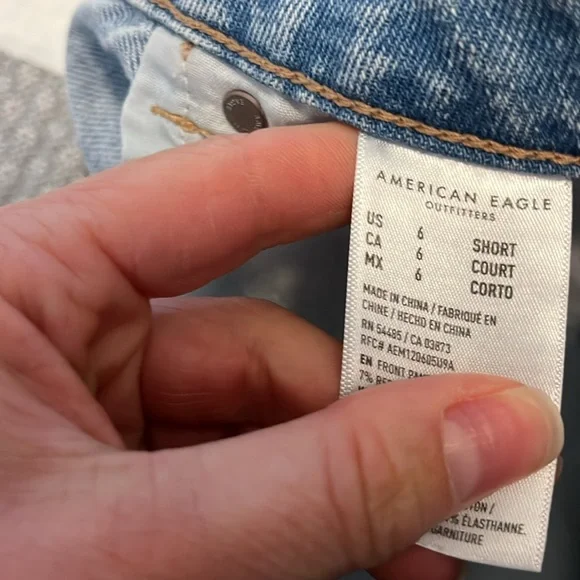 AMERICAN EAGLE
OUTFITTERS
US 6 SHORT
CA 6 COURT
MX 6 CORTO
MADE IN CHINA / FABRIQUÉ EN
CHINE / HECHO EN CHINA
RN 54485 / CA 03873
RFC# AEM120605U9A
EN FRONT
7%
ÉLASTHANNE.
GARNITURE